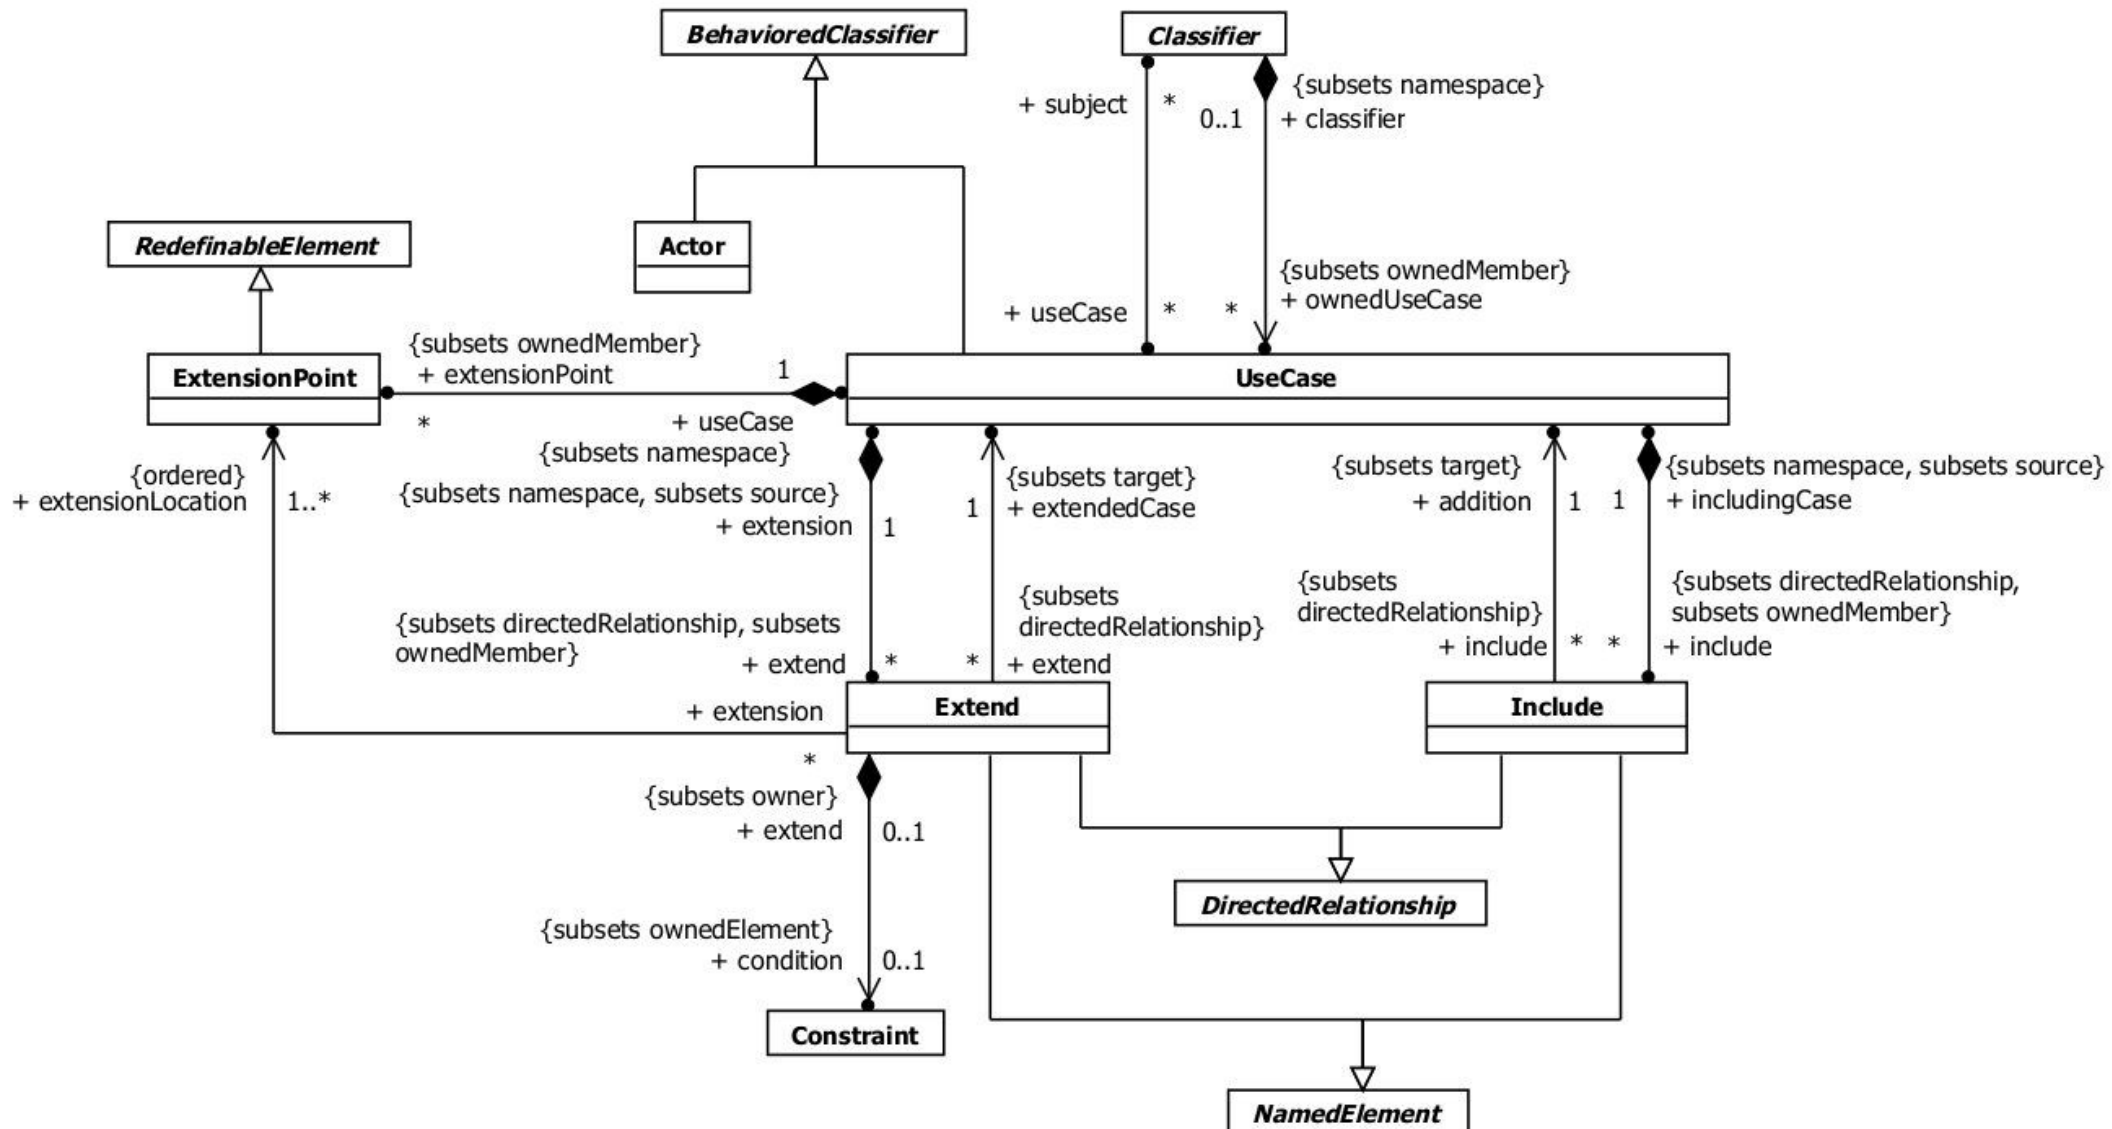 BehavioredClassifier
Classifier
{subsets namespace}
+ subject
*
0..1
+ classifier
RedefinableElement
Actor
{subsets ownedMember}
+ ownedUseCase
+ useCase
*
*
{subsets ownedMember}
+ extensionPoint
1
ExtensionPoint
UseCase
*
+ useCase
{subsets namespace}
{ordered}
+ extensionLocation
1..*
{subsets namespace, subsets source}
+ extension
1
{subsets target}
1
+ extendedCase
{subsets target}
+ addition
1
1
{subsets namespace, subsets source}
+ includingCase
{subsets directedRelationship, subsets
ownedMember}
+ extend
*
{subsets
directedRelationship}
*
+ extend
{subsets
directedRelationship}
+ include
*
*
{subsets directedRelationship,
subsets ownedMember}
+ include
+ extension
Extend
Include
*
{subsets owner}
+ extend
0..1
DirectedRelationship
{subsets ownedElement}
+ condition
0..1
Constraint
NamedElement